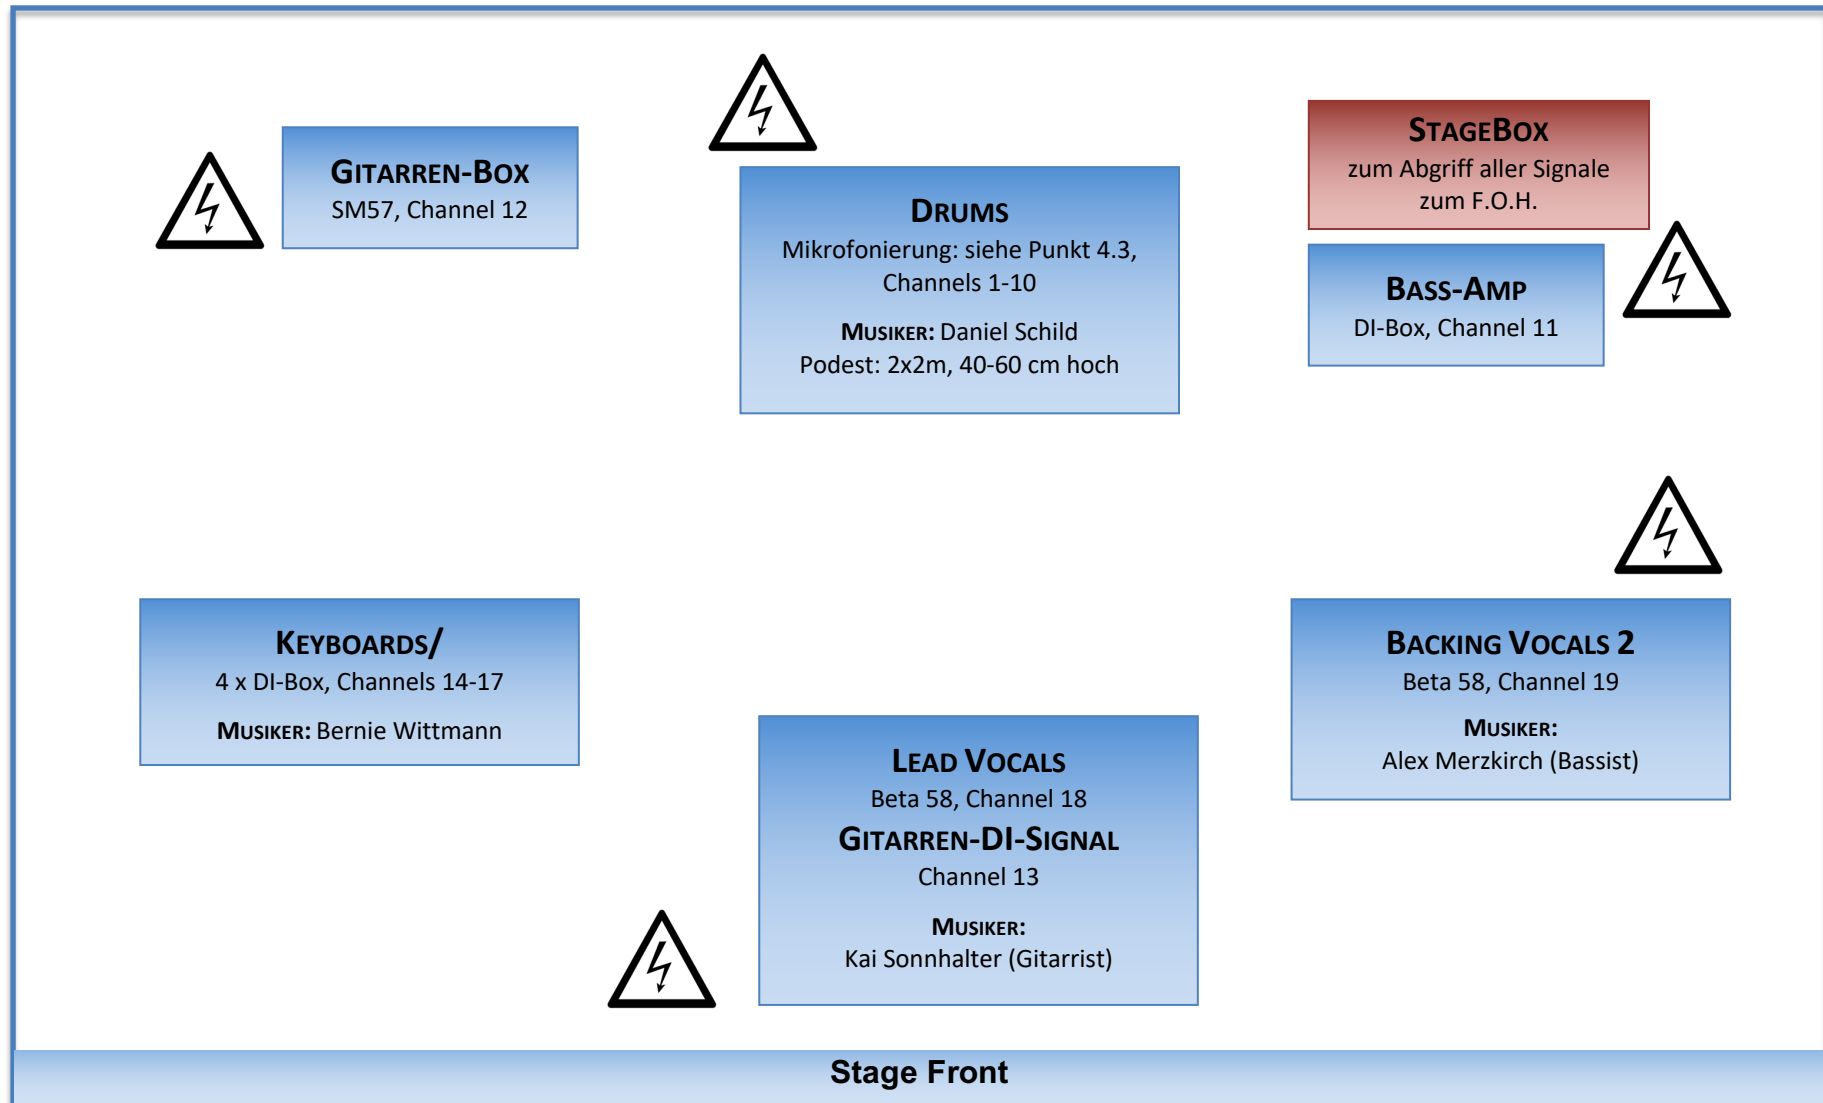 GITARREN-BOX
SM57, Channel 12
DRUMS
Mikrofonierung: siehe Punkt 4.3,
Channels 1-10
MUSIKER: Daniel Schild
Podest: 2x2m, 40-60 cm hoch
STAGEBOX
zum Abgriff aller Signale
zum F.O.H.
BASS-AMP
DI-Box, Channel 11
KEYBOARDS/
4 x DI-Box, Channels 14-17
MUSIKER: Bernie Wittmann
LEAD VOCALS
Beta 58, Channel 18
GITARREN-DI-SIGNAL
Channel 13
MUSIKER:
Kai Sonnhalter (Gitarrist)
BACKING VOCALS 2
Beta 58, Channel 19
MUSIKER:
Alex Merzkirch (Bassist)
Stage Front